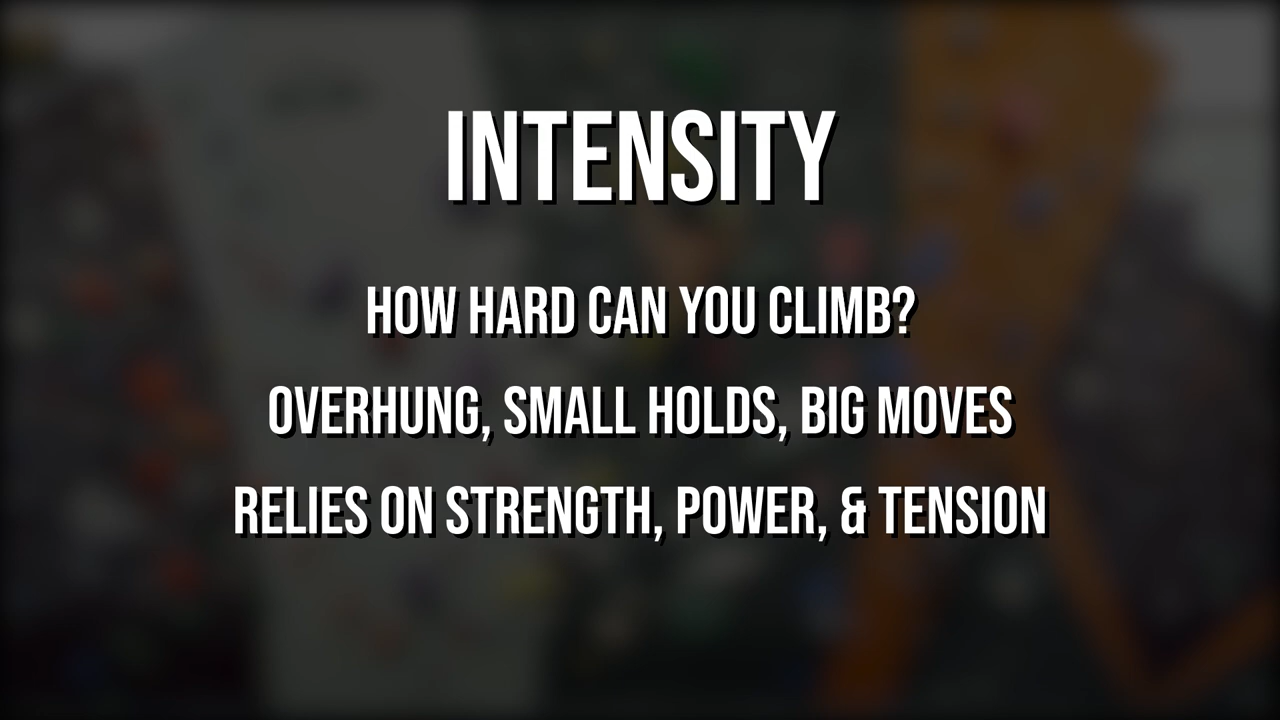 INTENSITY
HOW HARD CAN YOU CLIMB?
OVERHUNG, SMALL HOLDS, BIG MOVES
RELIES ON STRENGTH, POWER, & TENSION